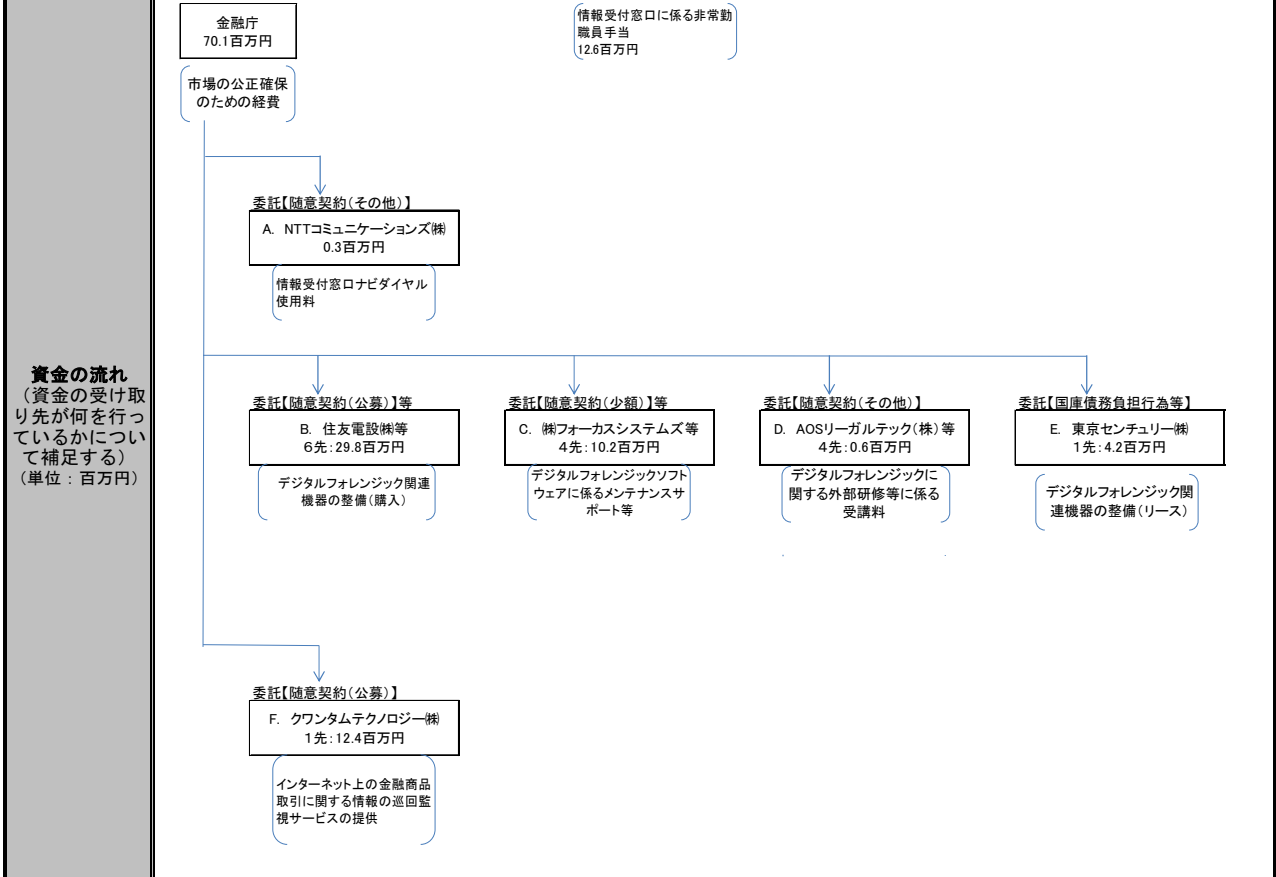 資金の流れ
（資金の受け取
り先が何を行っ
ているかについ
て補足する）
（単位：百万円）
金融庁
70.1百万円
市場の公正確保
のための経費
情報受付窓口に係る非常勤
職員手当
12.6百万円
委託【随意契約（その他）】
A. NTTコミュニケーションズ㈱
0.3百万円
情報受付窓口ナビダイヤル
使用料
委託【随意契約（公募）】等
B. 住友電設㈱等
６先：29.8百万円
デジタルフォレンジック関連
機器の整備（購入）
委託【随意契約（少額）】等
C. ㈱フォーカスシステムズ等
４先：10.2百万円
デジタルフォレンジックソフト
ウェアに係るメンテナンスサ
ポート等
委託【随意契約（その他）】
D. AOSリーガルテック（株）等
４先：0.6百万円
デジタルフォレンジックに
関する外部研修等に係る
受講料
委託【国庫債務負担行為等】
E. 東京センチュリー㈱
１先：4.2百万円
デジタルフォレンジック関
連機器の整備（リース）
委託【随意契約（公募）】
F. クワンタムテクノロジー㈱
１先：12.4百万円
インターネット上の金融商品
取引に関する情報の巡回監
視サービスの提供